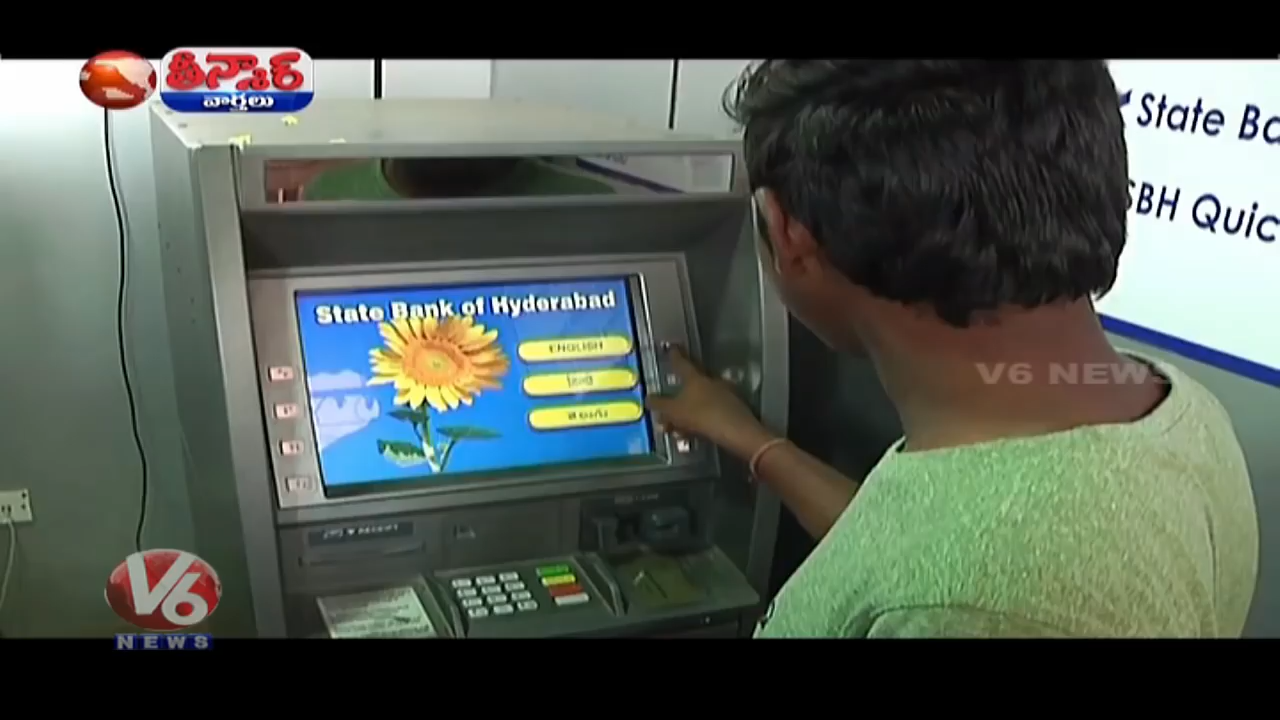 తీన్మార్
వార్తలు
State Ba
SBH Quic
State Bank of Hyderabad
ENGLISH
हिन्दी
తెలుగు
V6 NEWS
V6
NEWS